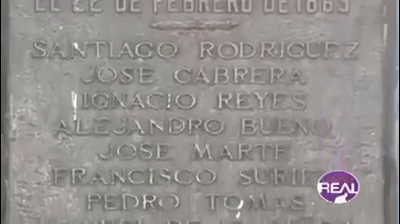 EL 22 DE FEBRERO DE 1863
SANTIAGO RODRIGUEZ
JOSE CABRERA
IGNACIO REYES
ALEJANDRO BUENO
JOSE MARTE
FRANCISCO
PEDRO TOMAS
REAL